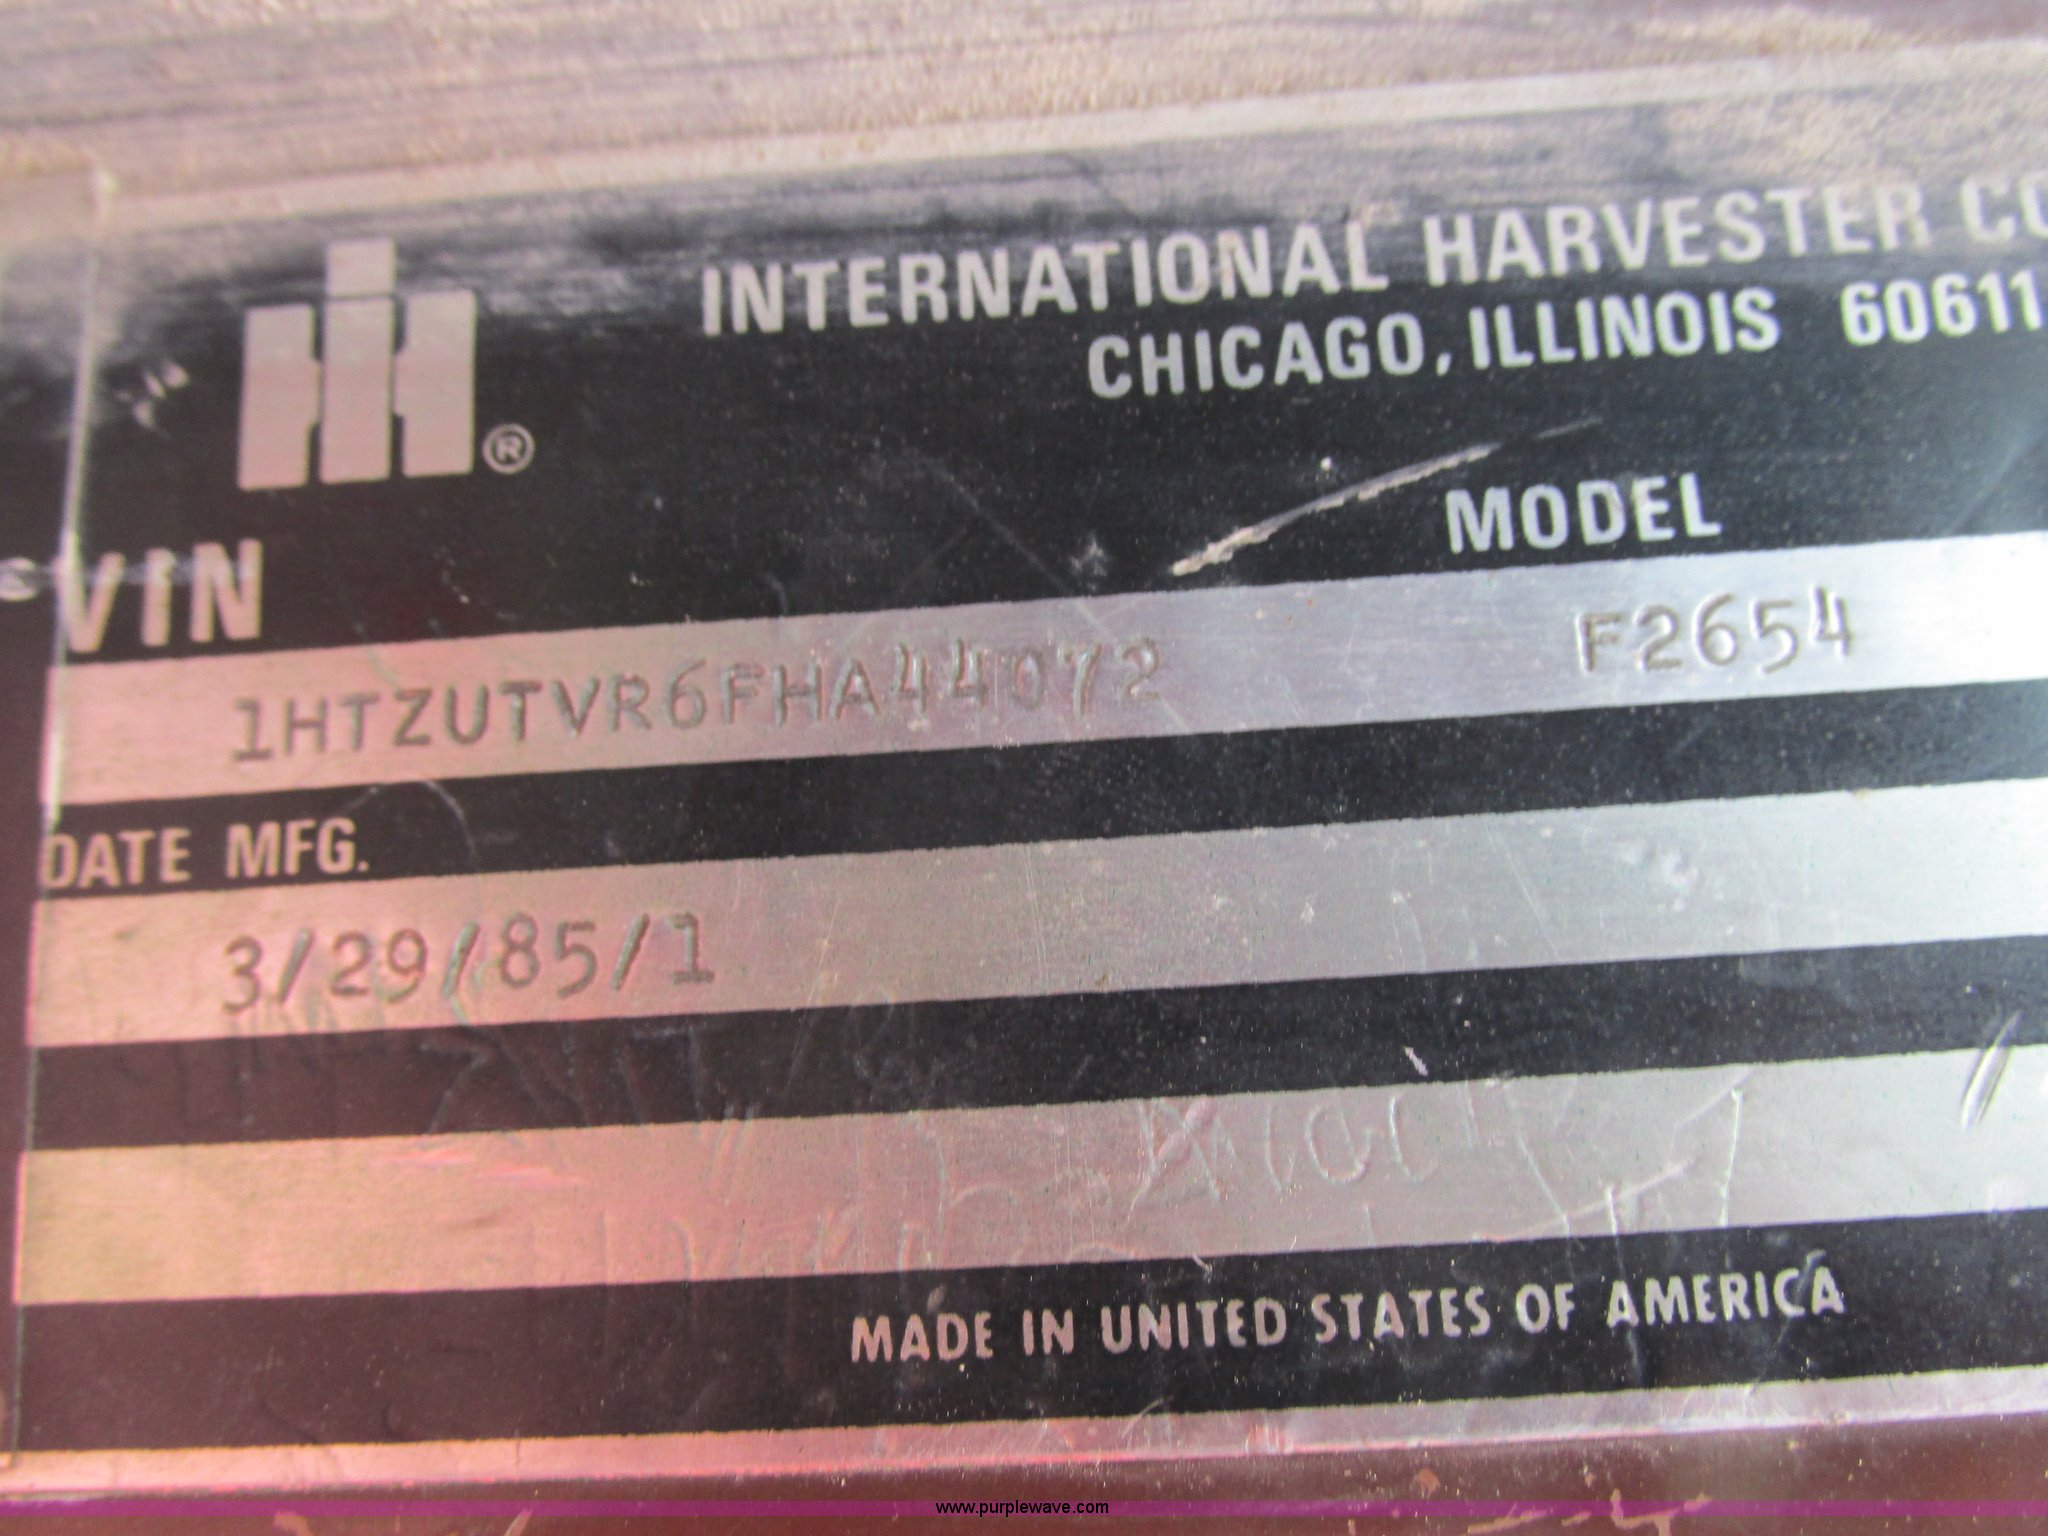 INTERNATIONAL HARVESTER CO
CHICAGO, ILLINOIS 60611
IH ®
VIN
MODEL
1HTZUTVR6FHA44072
F2654
DATE MFG.
3/29/85/1
MADE IN UNITED STATES OF AMERICA
www.purplewave.com